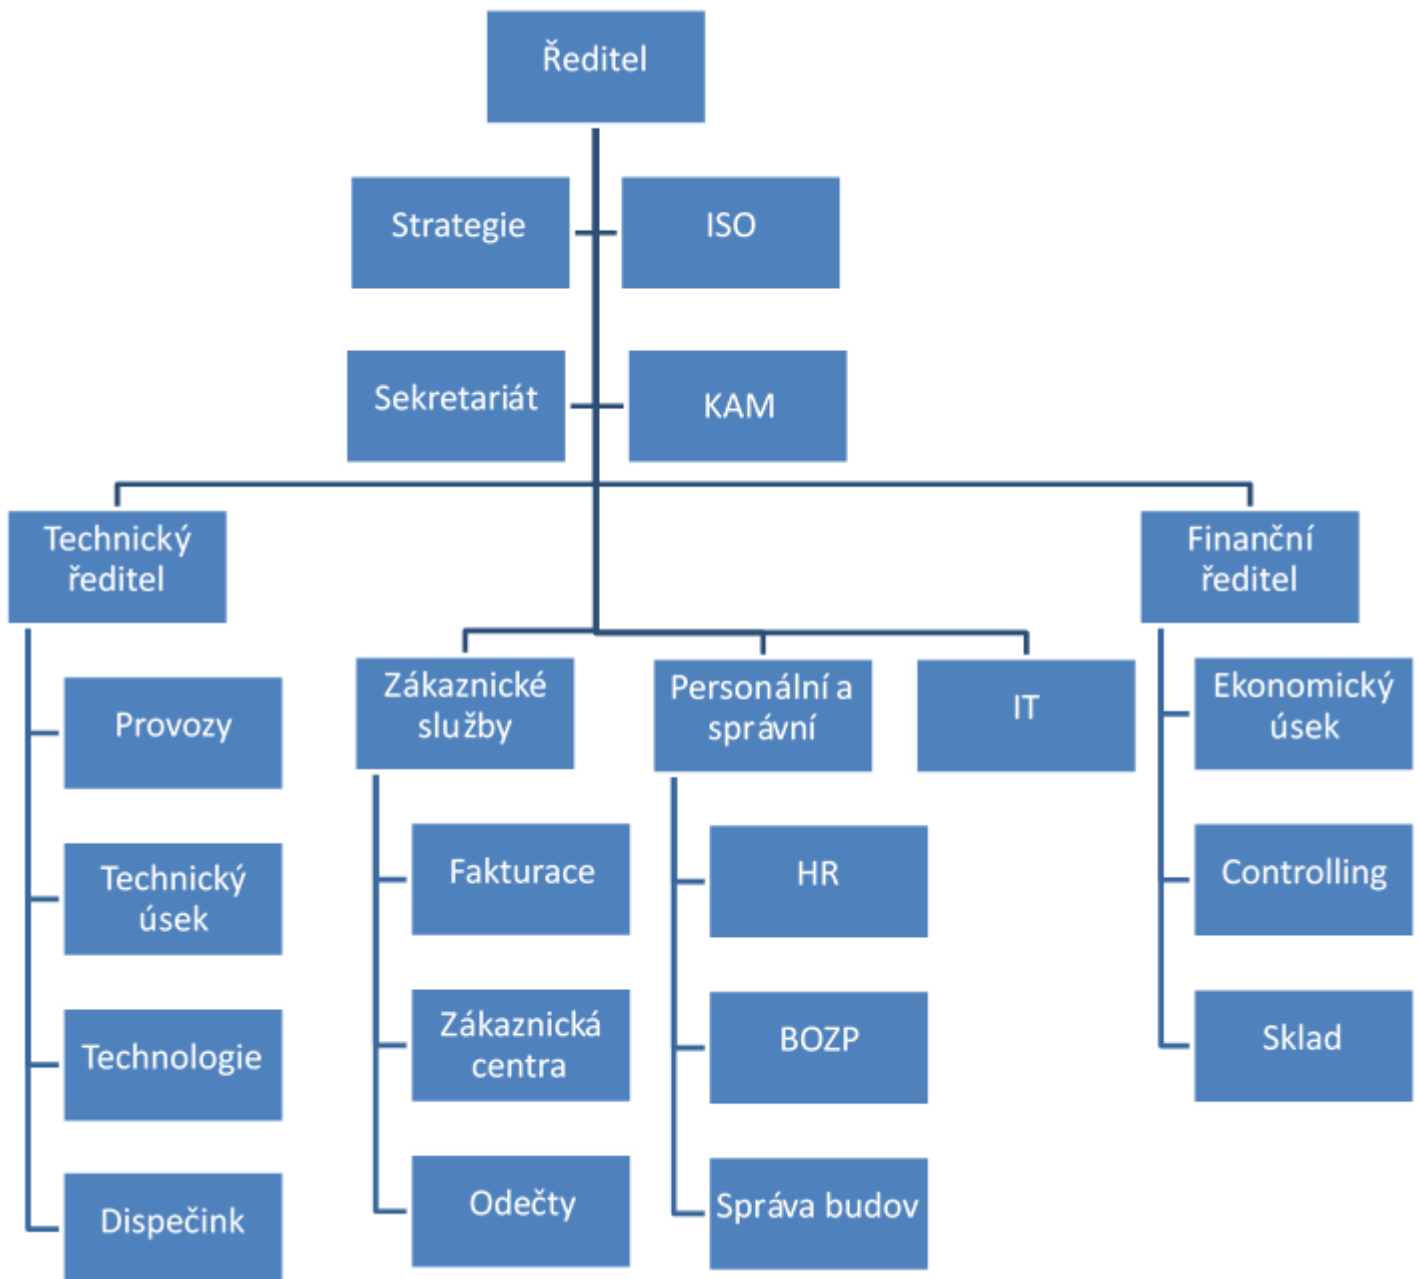 Ředitel
Strategie
ISO
Sekretariát
KAM
Technický
ředitel
Finanční
ředitel
Zákaznické
služby
Personální a
správní
IT
Ekonomický
úsek
Provozy
Technický
úsek
Technologie
Dispečink
Fakturace
Zákaznická
centra
Odečty
HR
BOZP
Správa budov
Controlling
Sklad